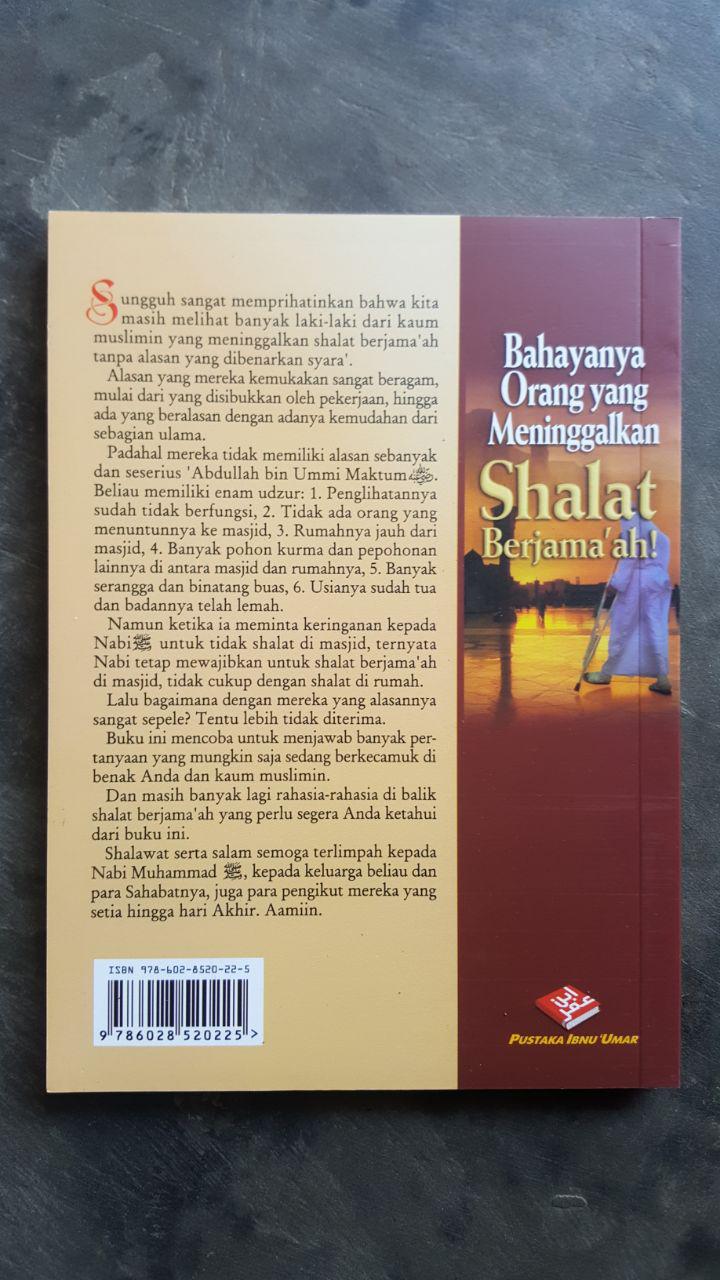 Sungguh sangat memprihatinkan bahwa kita
masih melihat banyak laki-laki dari kaum
muslimin yang meninggalkan shalat berjama'ah
tanpa alasan yang dibenarkan syara'.
Alasan yang mereka kemukakan sangat beragam,
mulai dari yang disibukkan oleh pekerjaan, hingga
ada yang beralasan dengan adanya kemudahan dari
sebagian ulama.
Padahal mereka tidak memiliki alasan sebanyak
dan seserius 'Abdullah bin Ummi Maktum.
Beliau memiliki enam udzur: 1. Penglihatannya
sudah tidak berfungsi, 2. Tidak ada orang yang
menuntunnya ke masjid, 3. Rumahnya jauh dari
masjid, 4. Banyak pohon kurma dan pepohonan
lainnya di antara masjid dan rumahnya, 5. Banyak
serangga dan binatang buas, 6. Usianya sudah tua
dan badannya telah lemah.
Namun ketika ia meminta keringanan kepada
Nabi ﷺ untuk tidak shalat di masjid, ternyata
Nabi tetap mewajibkan untuk shalat berjama'ah
di masjid, tidak cukup dengan shalat di rumah.
Lalu bagaimana dengan mereka yang alasannya
sangat sepele? Tentu lebih tidak diterima.
Buku ini mencoba untuk menjawab banyak per-
tanyaan yang mungkin saja sedang berkecamuk di
benak Anda dan kaum muslimin.
Dan masih banyak lagi rahasia-rahasia di balik
shalat berjama'ah yang perlu segera Anda ketahui
dari buku ini.
Shalawat serta salam semoga terlimpah kepada
Nabi Muhammad ﷺ, kepada keluarga beliau dan
para Sahabatnya, juga para pengikut mereka yang
setia hingga hari Akhir. Aamiin.
ISBN 978-602-8520-22-5
9 786028 520225 >
Bahayanya
Orang yang
Meninggalkan
Shalat
Berjama'ah!
PUSTAKA IBNU 'UMAR